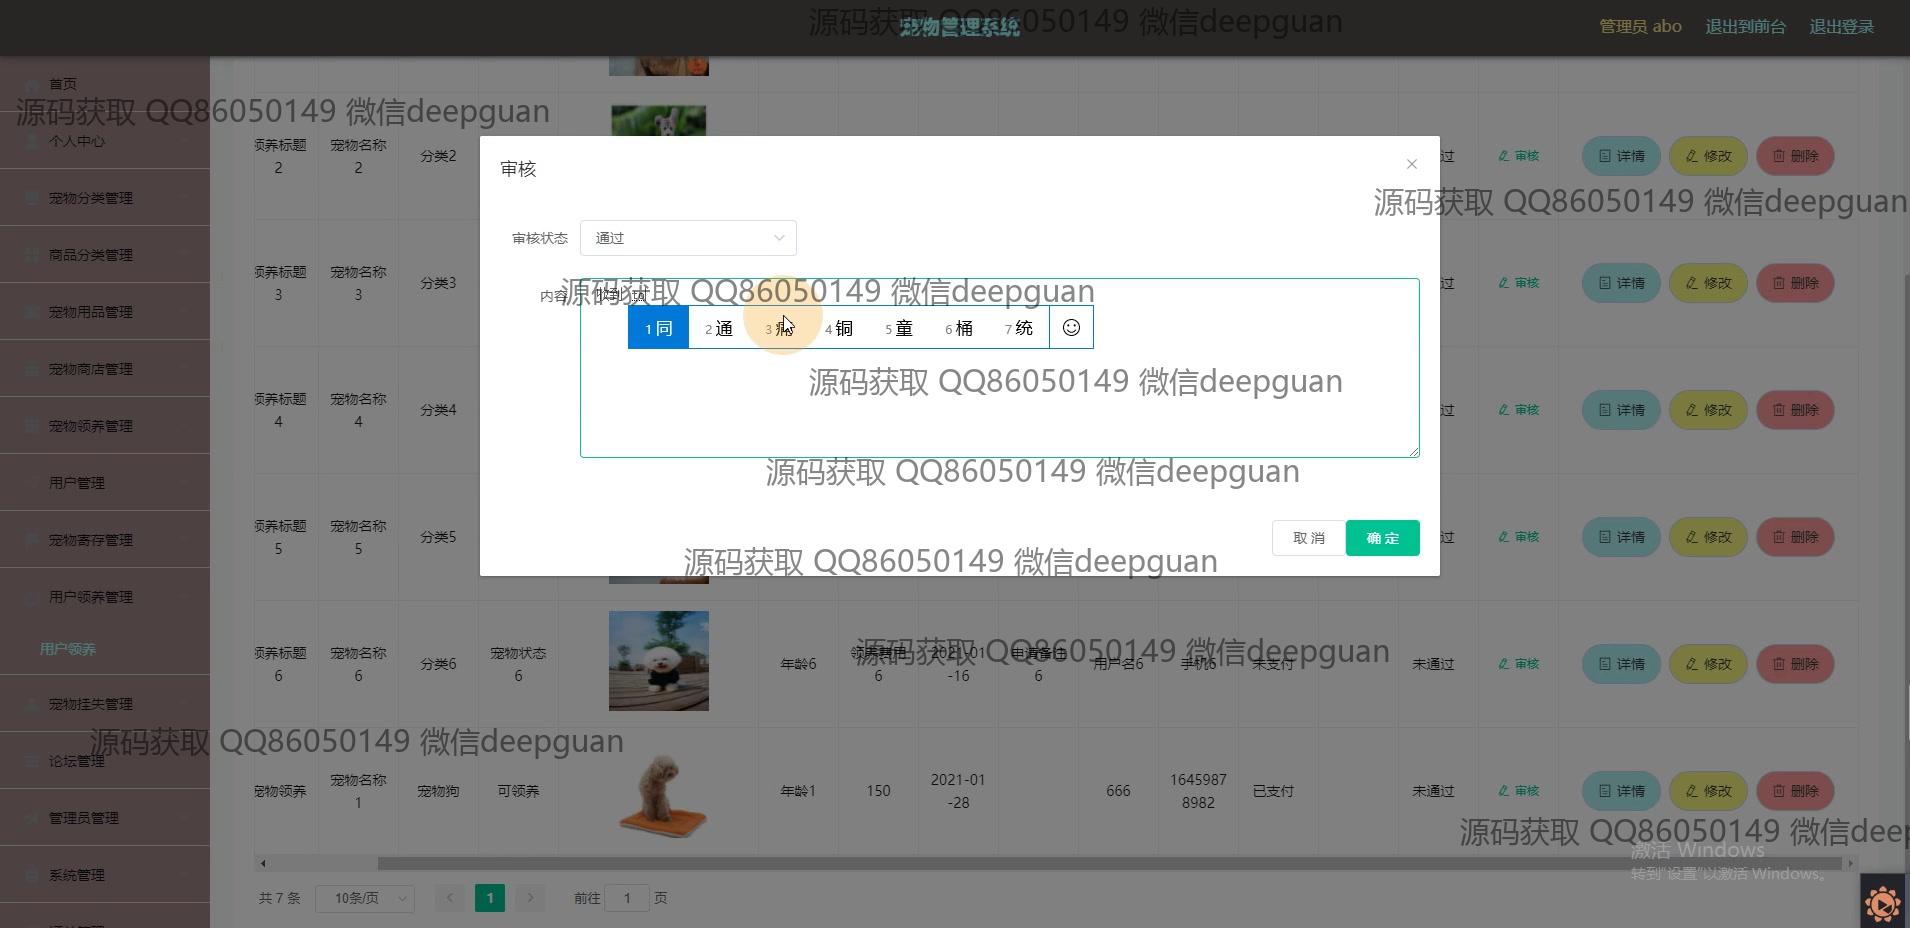 宠物管理系统
管理员 abo
退出到前台
退出登录
源码获取 QQ86050149 微信deepguan
首页
源码获取 QQ86050149 微信deepguan
个人中心
宠物分类管理
商品分类管理
宠物用品管理
宠物商店管理
宠物领养管理
用户管理
宠物寄存管理
用户领养管理
用户领养
宠物挂失管理
论坛管理
管理员管理
系统管理
领养标题2 宠物名称2 分类2 过 审核 详情 修改 删除
源码获取 QQ86050149 微信deepguan
领养标题3 宠物名称3 分类3 过 审核 详情 修改 删除
领养标题4 宠物名称4 分类4 过 审核 详情 修改 删除
领养标题5 宠物名称5 分类5 过 审核 详情 修改 删除
审核
审核状态 通过
内容
源码获取 QQ86050149 微信deepguan
1 同 2 通 3 痛 4 铜 5 童 6 桶 7 统
源码获取 QQ86050149 微信deepguan
源码获取 QQ86050149 微信deepguan
取 消 确 定
源码获取 QQ86050149 微信deepguan
领养标题6 宠物名称6 分类6 宠物状态6 年龄6 领养费用6 2021-01-16 申请备注6 用户名6 手机6 未支付 未通过 审核 详情 修改 删除
源码获取 QQ86050149 微信deepguan
源码获取 QQ86050149 微信deepguan
宠物领养 宠物名称1 宠物狗 可领养 年龄1 150 2021-01-28 666 16459878982 已支付 未通过 审核 详情 修改 删除
源码获取 QQ86050149 微信deep
激活 Windows
转到"设置"以激活 Windows。
共 7 条 10条/页 1 前往 1 页